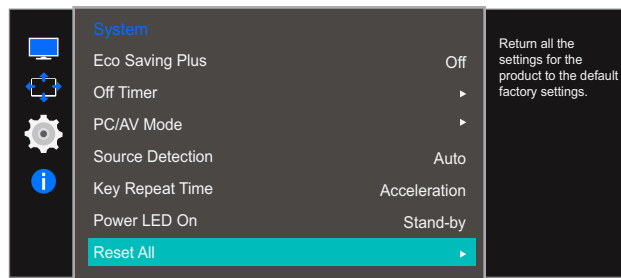 System
Eco Saving Plus Off
Off Timer
PC/AV Mode
Source Detection Auto
Key Repeat Time Acceleration
Power LED On Stand-by
Reset All
Return all the
settings for the
product to the default
factory settings.